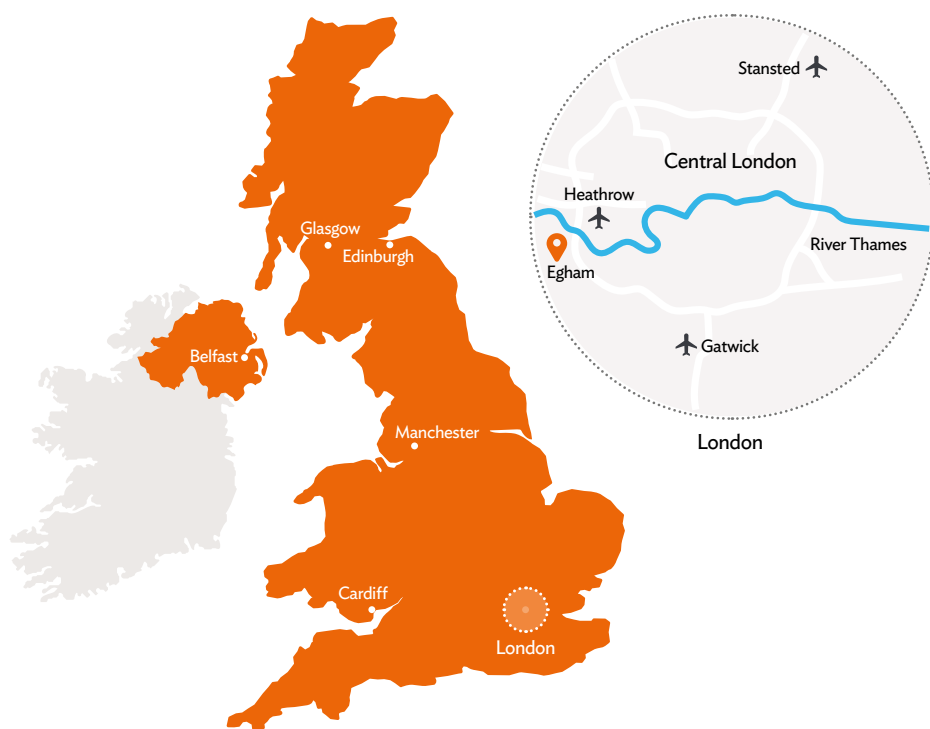 Glasgow
Edinburgh
Belfast
Manchester
Cardiff
London
Stansted
Central London
Heathrow
River Thames
Egham
Gatwick
London